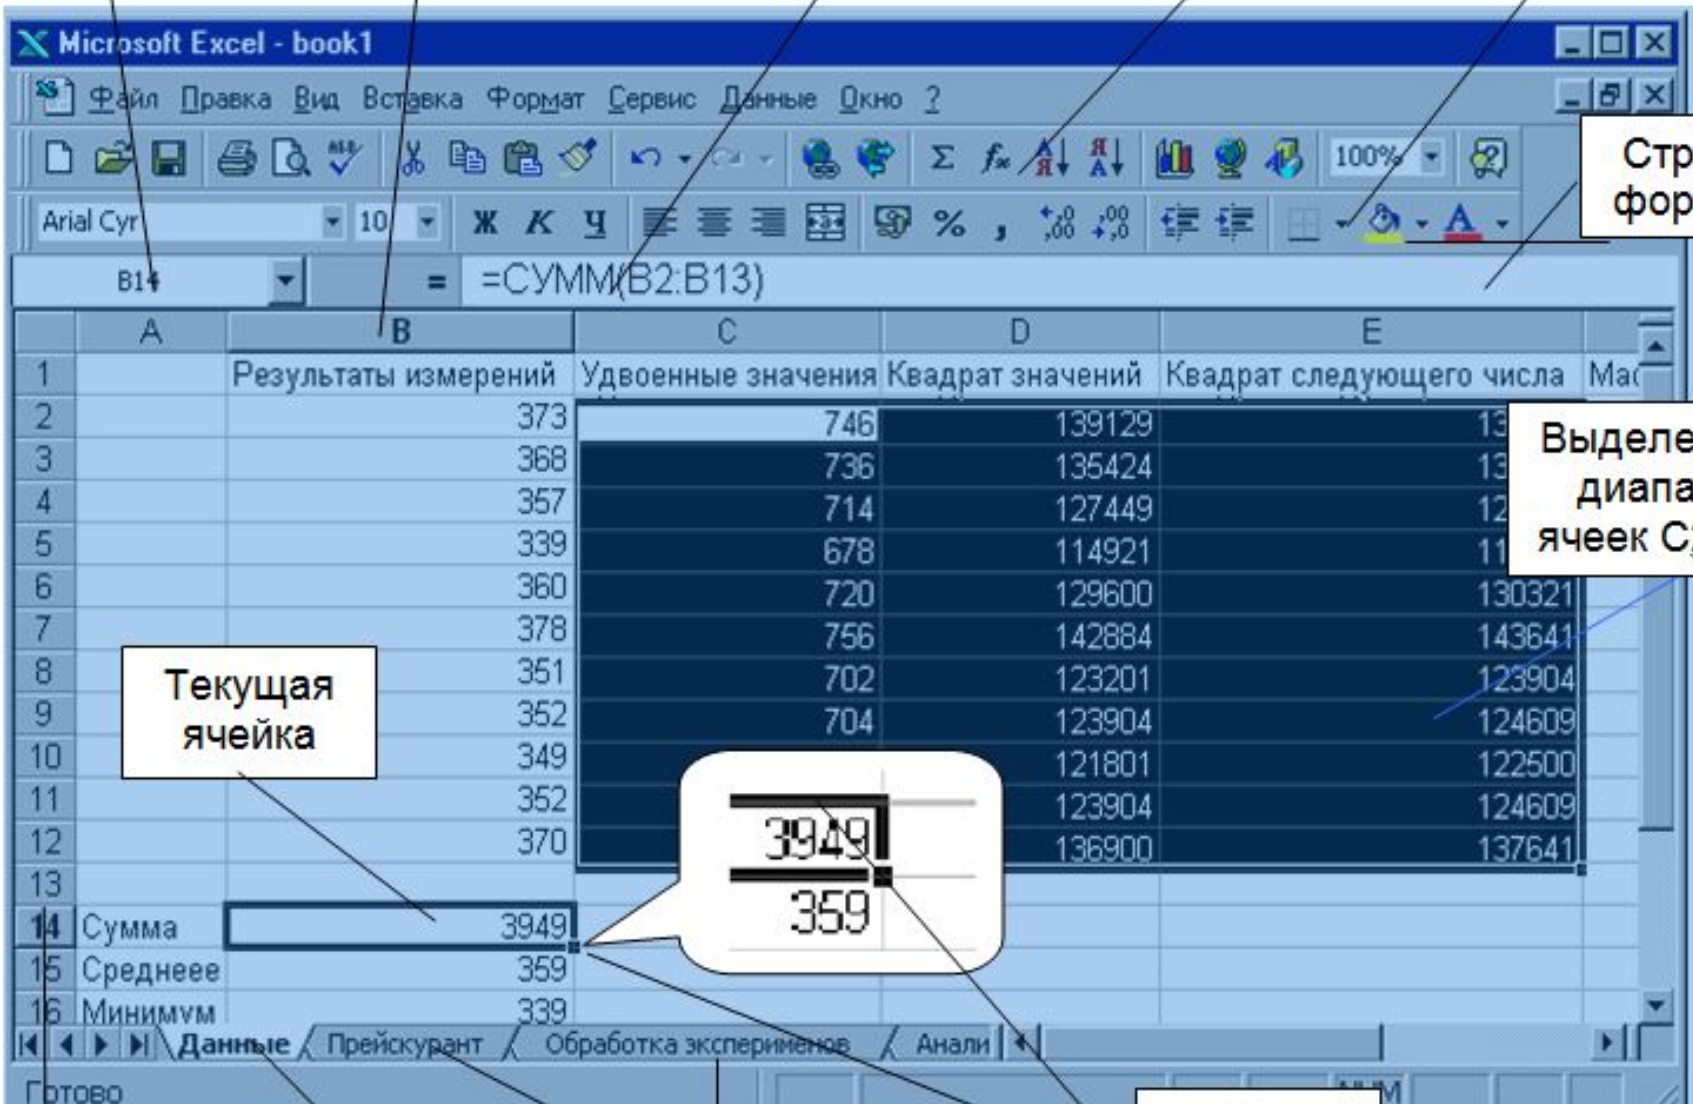 Microsoft Excel - book1
Файл Правка Вид Вставка Формат Сервис Данные Окно ?
100%
Arial Cyr 10 Ж К Ч % ,
B14 = =СУММ(B2:B13)
A B C D E
1 Результаты измерений Удвоенные значения Квадрат значений Квадрат следующего числа Мас
2 373 746 139129 13
3 368 736 135424 13
4 357 714 127449 12
5 339 678 114921 11
6 360 720 129600 130321
7 378 756 142884 143641
8 351 702 123201 123904
9 352 704 123904 124609
10 349 121801 122500
11 352 123904 124609
12 370 136900 137641
13
14 Сумма 3949
15 Среднеее 359
16 Минимум 339
Стр
фор
Выделе
диапа
ячеек C
Текущая
ячейка
3949
359
Данные Прейскурант Обработка эксперименов Анали
Готово NUM